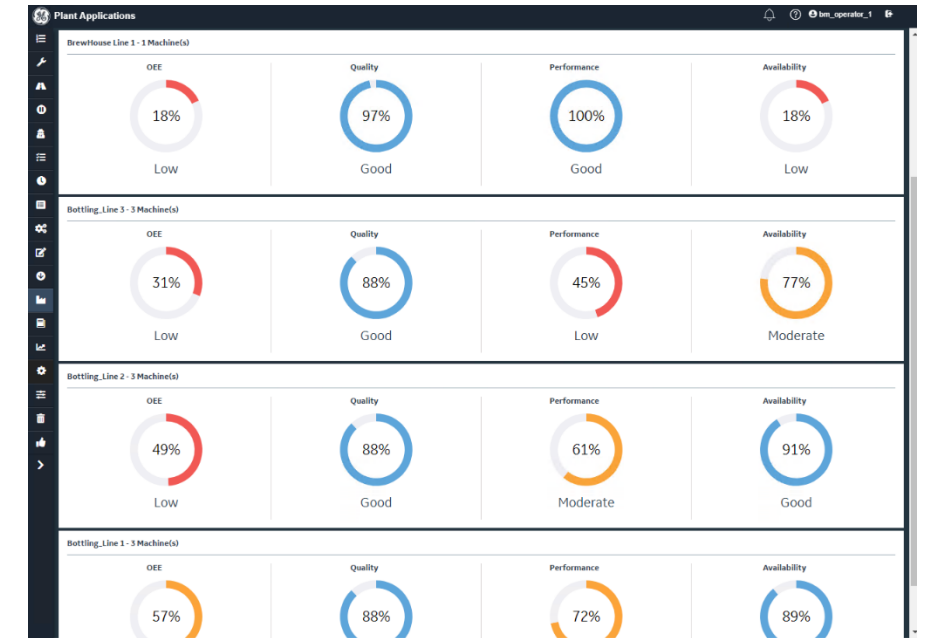 Plant Applications
bm_operator_1
BrewHouse Line 1 - 1 Machine(s)
OEE Quality Performance Availability
18% 97% 100% 18%
Low Good Good Low
Bottling_Line 3 - 3 Machine(s)
OEE Quality Performance Availability
31% 88% 45% 77%
Low Good Low Moderate
Bottling_Line 2 - 3 Machine(s)
OEE Quality Performance Availability
49% 88% 61% 91%
Low Good Moderate Good
Bottling_Line 1 - 3 Machine(s)
OEE Quality Performance Availability
57% 88% 72% 89%